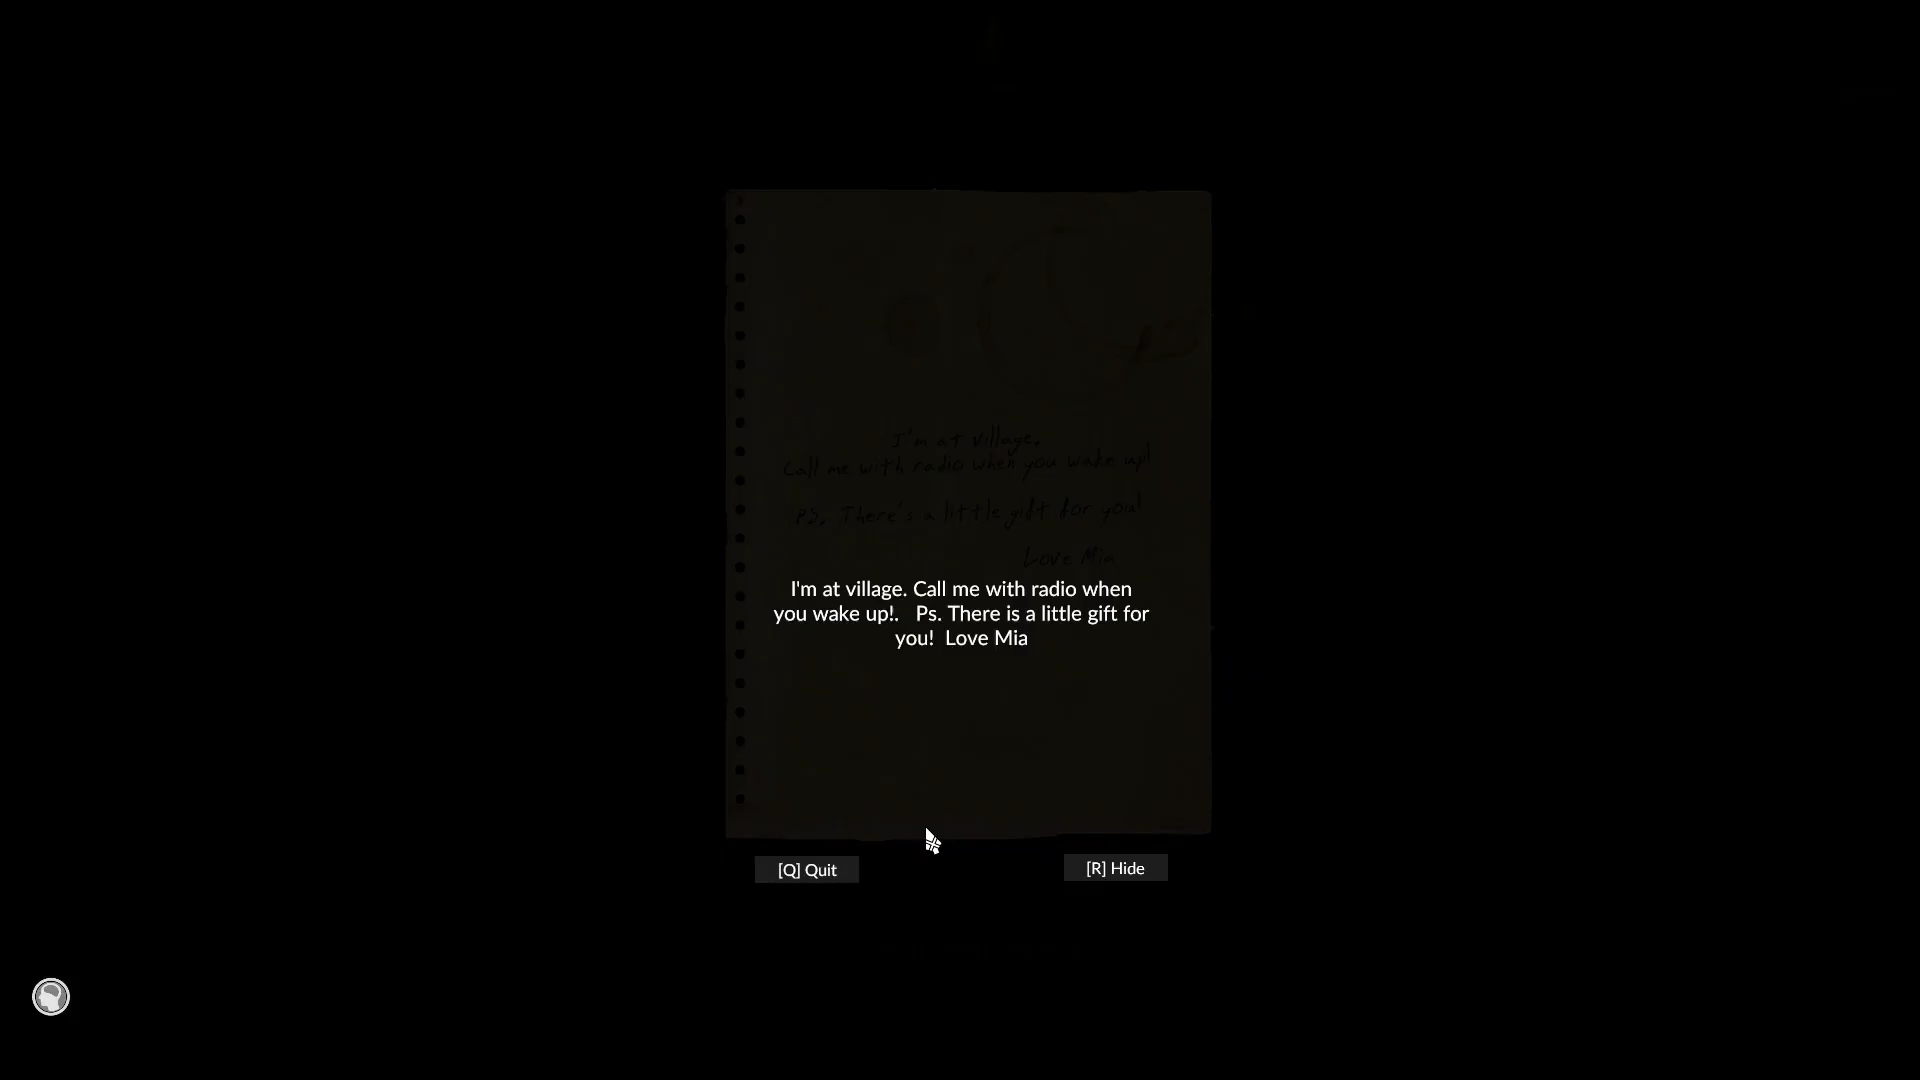 I'm at village.
Call me with radio when you wake up!
PS. There's a little gift for you!
Love Mia
I'm at village. Call me with radio when
you wake up!.   Ps. There is a little gift for
you!  Love Mia
[Q] Quit
[R] Hide